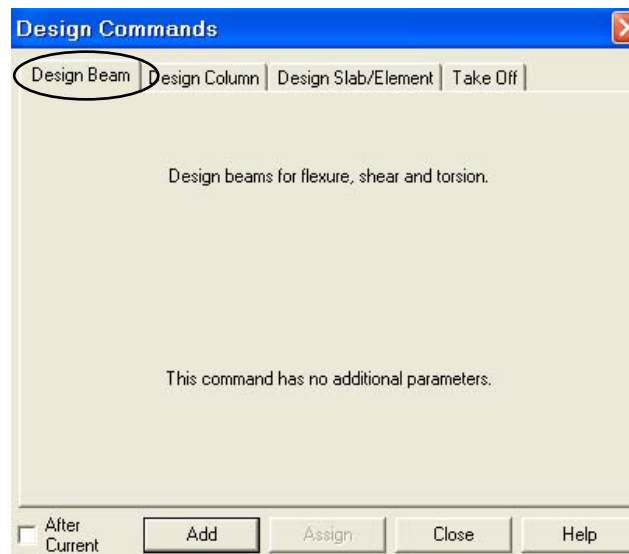 Design Commands
Design Beam Design Column Design Slab/Element Take Off
Design beams for flexure, shear and torsion.
This command has no additional parameters.
After
Current
Add Assign Close Help